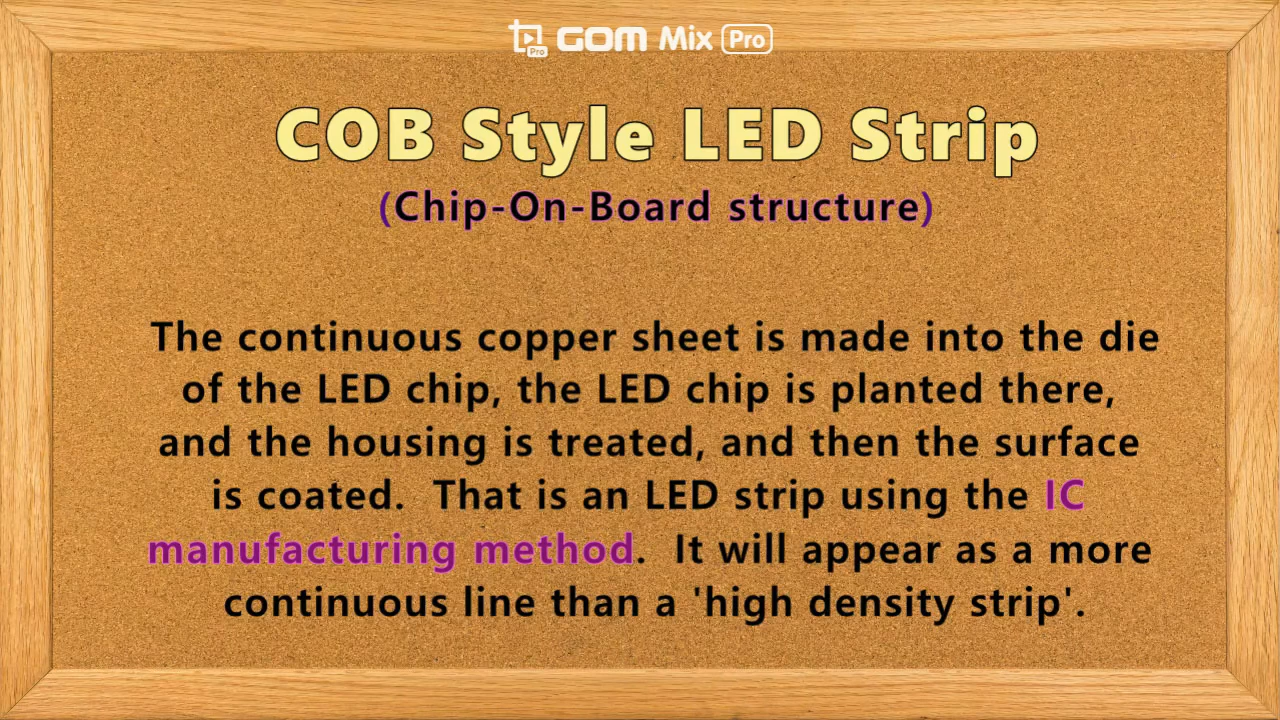 Pro GOM Mix Pro
COB Style LED Strip
(Chip-On-Board structure)
The continuous copper sheet is made into the die
of the LED chip, the LED chip is planted there,
and the housing is treated, and then the surface
is coated.  That is an LED strip using the IC
manufacturing method.  It will appear as a more
continuous line than a 'high density strip'.